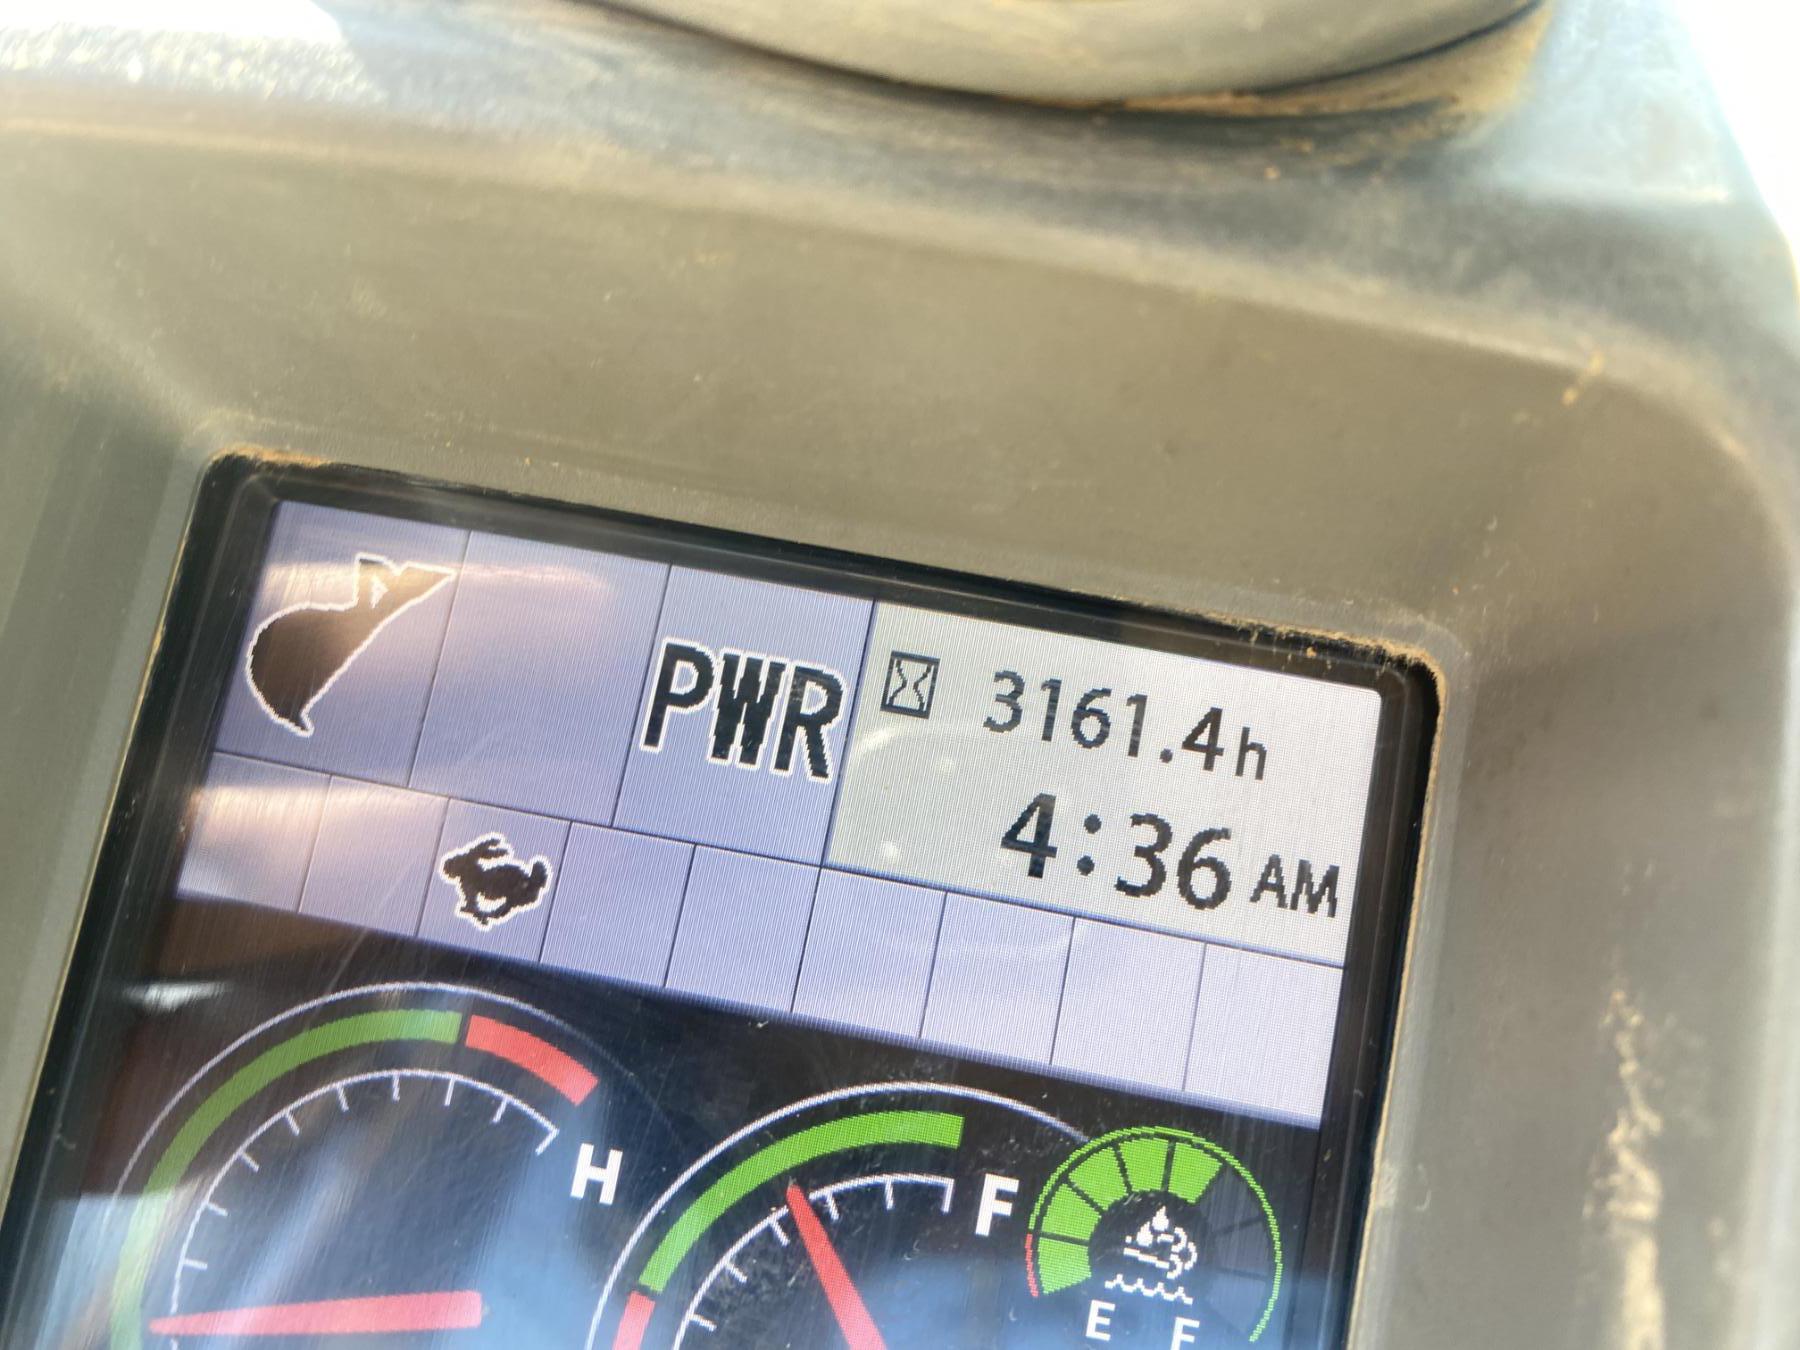 PWR
3161.4h
4:36 AM
H
F
E F